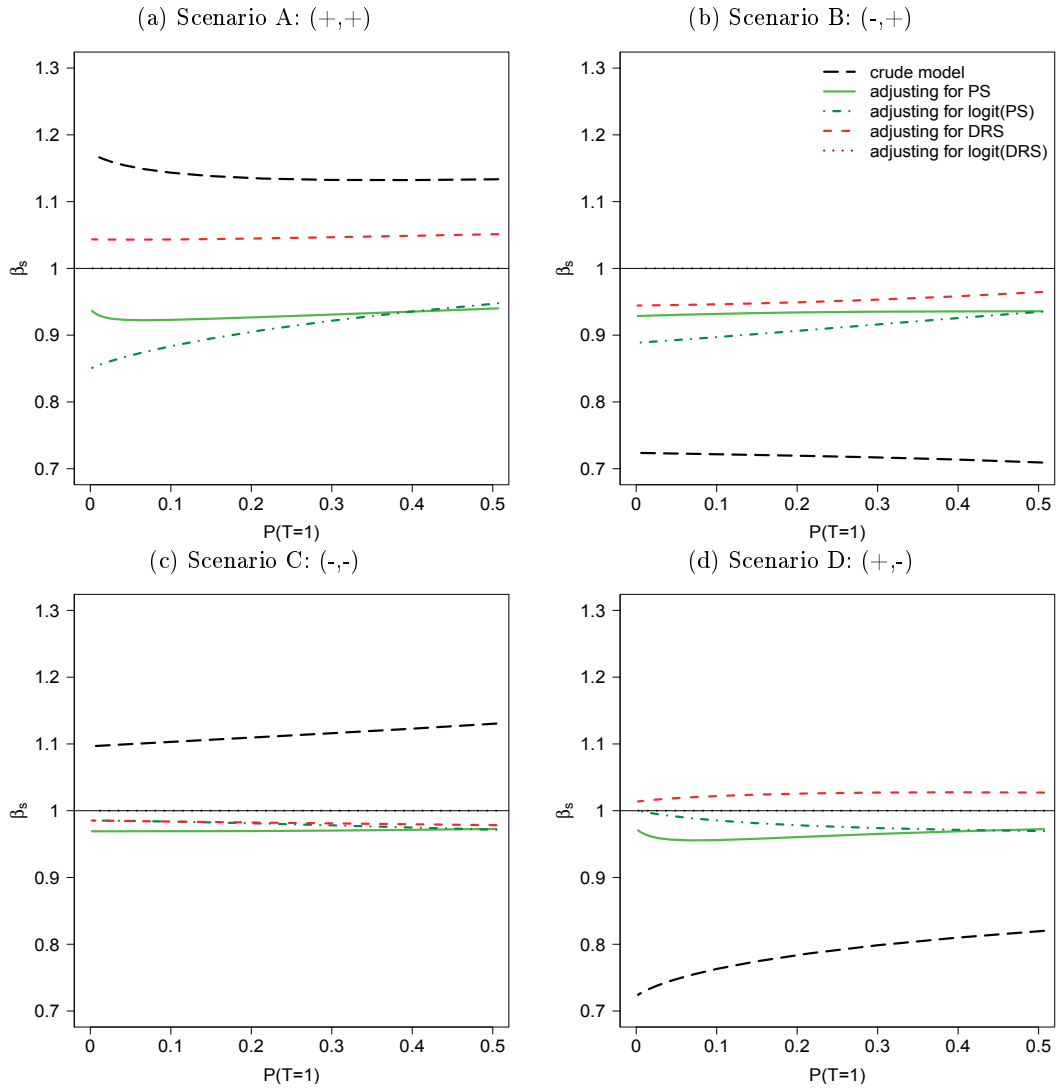 (a) Scenario A: (+,+)
1.3
1.2
1.1
1
0.9
0.8
0.7
βs
0 0.1 0.2 0.3 0.4 0.5
P(T=1)
(b) Scenario B: (-,+)
crude model
adjusting for PS
adjusting for logit(PS)
adjusting for DRS
adjusting for logit(DRS)
1.3
1.2
1.1
1
0.9
0.8
0.7
βs
0 0.1 0.2 0.3 0.4 0.5
P(T=1)
(c) Scenario C: (-,-)
1.3
1.2
1.1
1
0.9
0.8
0.7
βs
0 0.1 0.2 0.3 0.4 0.5
P(T=1)
(d) Scenario D: (+,-)
1.3
1.2
1.1
1
0.9
0.8
0.7
βs
0 0.1 0.2 0.3 0.4 0.5
P(T=1)